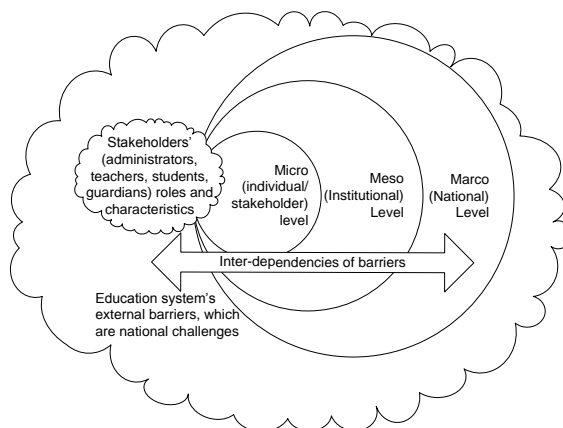 Stakeholders'
(administrators,
teachers, students,
guardians) roles and
characteristics
Micro
(individual/
stakeholder)
level
Meso
(Institutional)
Level
Marco
(National)
Level
Inter-dependencies of barriers
Education system's
external barriers, which
are national challenges